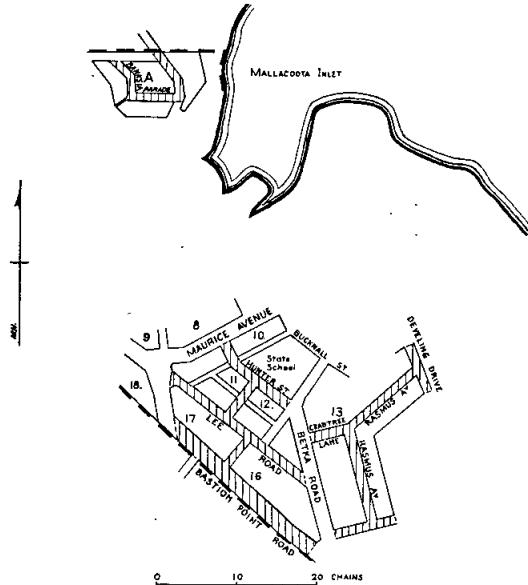 A
DANIELS
PARADE
MALLACOOTA INLET
MAURICE AVENUE
9
8
10
BUCKNALL ST.
State
School
HUNTER ST.
DEVELING DRIVE
18.
11
12
13
CRABTREE
LANE
RASMUS AV
RASMUS AV
17
LEE
ROAD
BETKA ROAD
16
BASTION POINT
ROAD
0 10 20 CHAINS